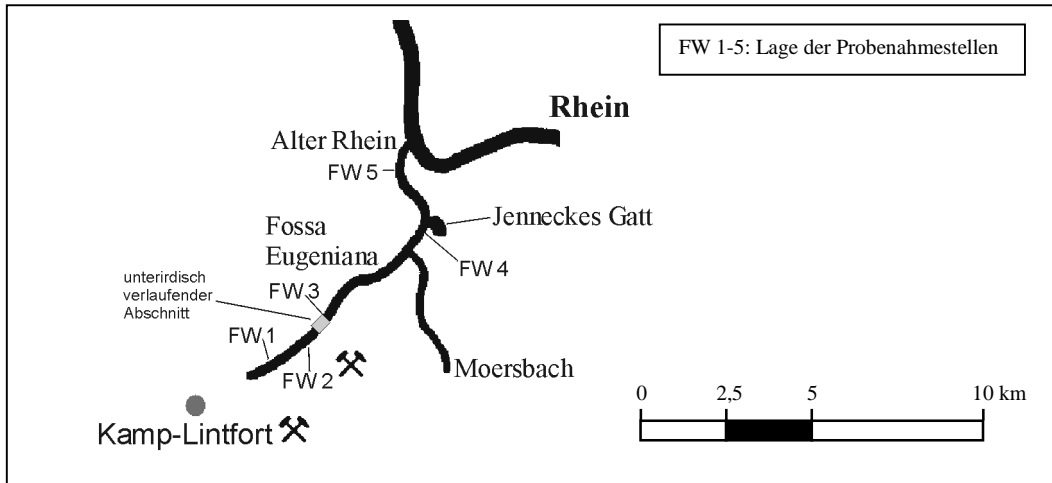 FW 1-5: Lage der Probenahmestellen
Rhein
Alter Rhein
FW 5
Jenneckes Gatt
Fossa
Eugeniana
FW 4
unterirdisch
verlaufender
Abschnitt
FW 3
FW 1
FW 2
Moersbach
0 2,5 5 10 km
Kamp-Lintfort